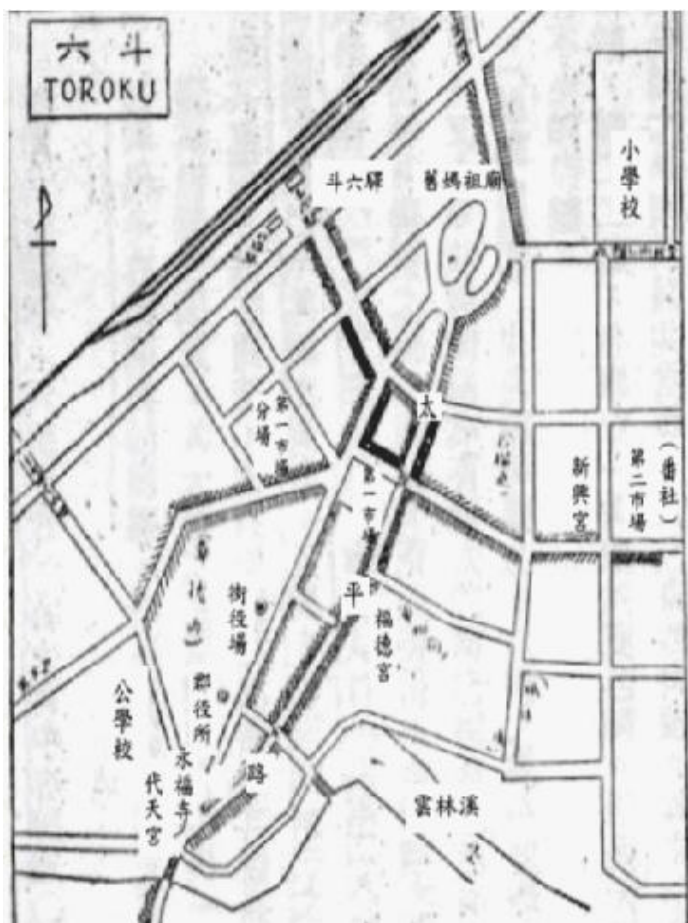 六斗
TOROKU
小學校
斗六驛
舊媽祖廟
太
第一市場
分場
第一市場
新興宮
第二市場
(番社)
平
福德宮
街役場
郡役所
公學校
永福寺
代天宮
路
雲林溪